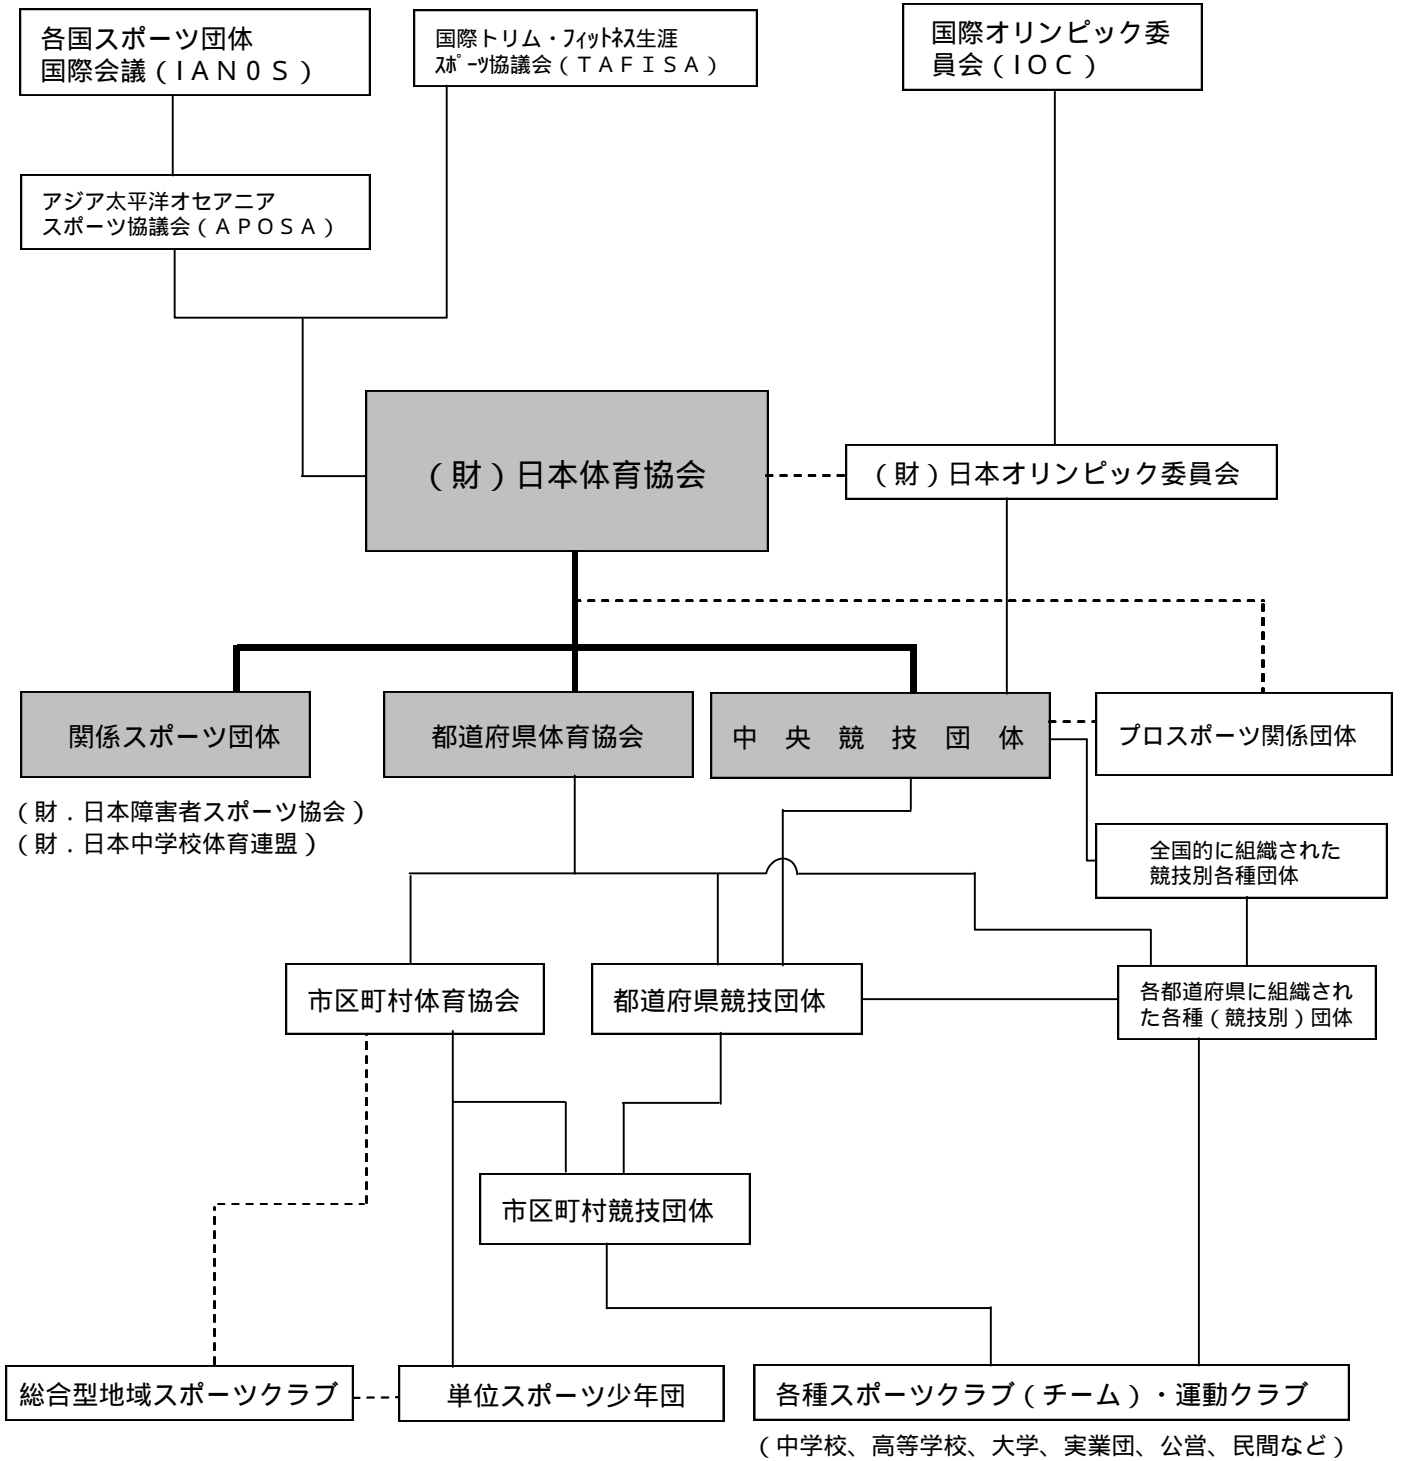 各国スポーツ団体
国際会議（ＩＡＮ０Ｓ）
国際トリム・ﾌｨｯﾄﾈｽ生涯
ｽﾎﾟｰﾂ協議会（ＴＡＦＩＳＡ）
国際オリンピック委
員会（ＩＯＣ）
アジア太平洋オセアニア
スポーツ協議会（ＡＰＯＳＡ）
（財）日本体育協会
（財）日本オリンピック委員会
関係スポーツ団体
都道府県体育協会
中　央　競　技　団　体
プロスポーツ関係団体
（財．日本障害者スポーツ協会）
（財．日本中学校体育連盟）
全国的に組織された
競技別各種団体
市区町村体育協会
都道府県競技団体
各都道府県に組織され
た各種（競技別）団体
市区町村競技団体
総合型地域スポーツクラブ
単位スポーツ少年団
各種スポーツクラブ（チーム）・運動クラブ
（中学校、高等学校、大学、実業団、公営、民間など）